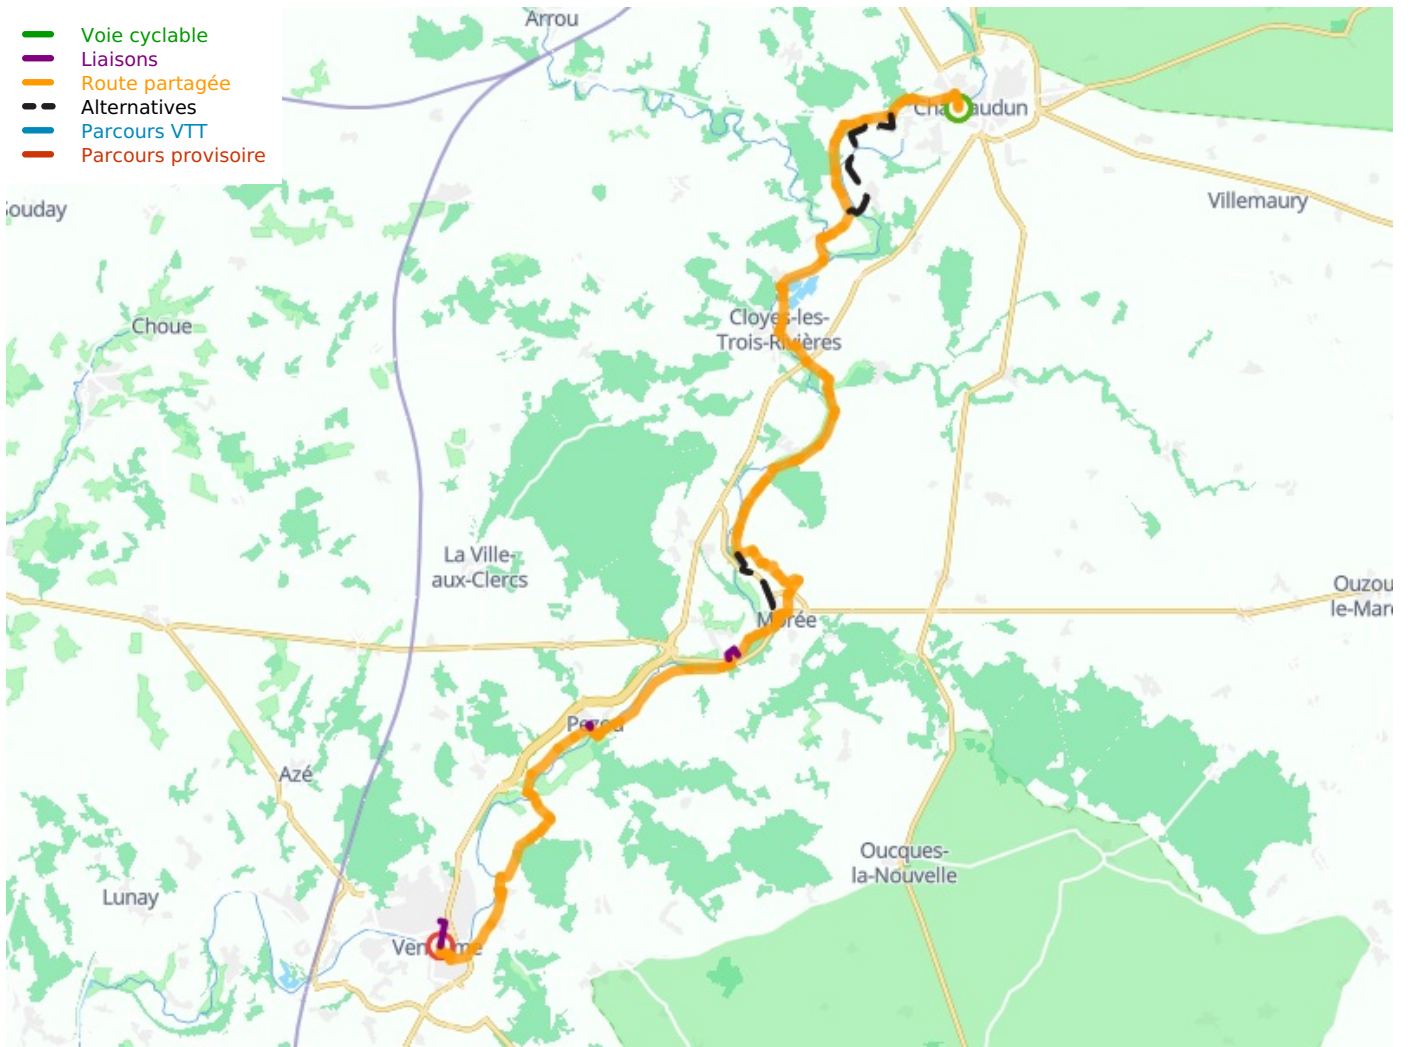 Voie cyclable
Liaisons
Route partagée
Alternatives
Parcours VTT
Parcours provisoire
Arrou
Villemaury
Choue
Cloyes-les-
Trois-Rivières
La Ville-
aux-Clercs
Morée
Azé
Oucques-
la-Nouvelle
Lunay